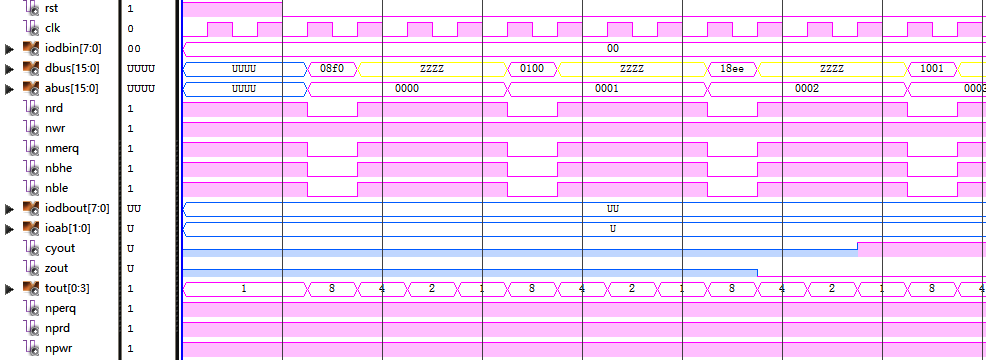 rst 1
clk 0
iodbin[7:0] 00 00
dbus[15:0] UUUU UUUU 08f0 ZZZZ 0100 ZZZZ 18ee ZZZZ 1001
abus[15:0] UUUU UUUU 0000 0001 0002 0003
nrd 1
nwr 1
nmerq 1
nbhe 1
nble 1
iodbout[7:0] UU UU
ioab[1:0] U U
cyout U
zout U
tout[0:3] 1 1 8 4 2 1 8 4 2 1 8 4 2 1 8 4
nperq 1
nprd 1
npwr 1